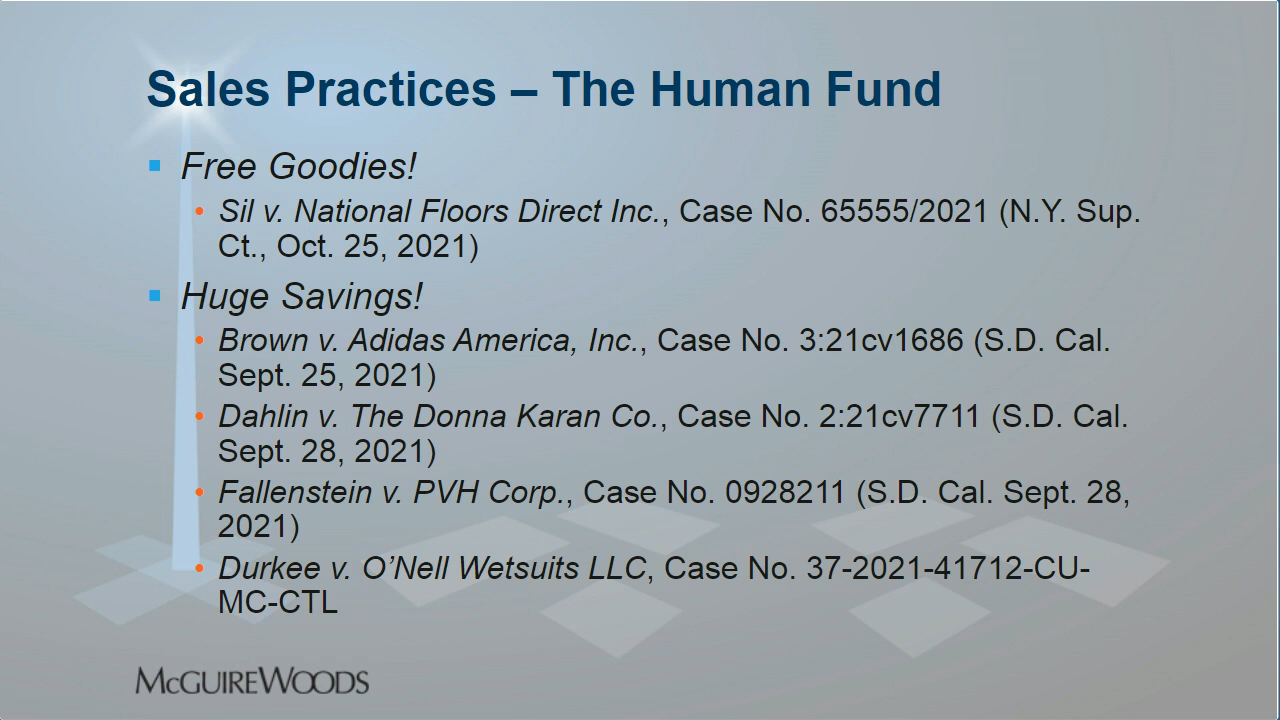 Sales Practices – The Human Fund
▪ Free Goodies!
• Sil v. National Floors Direct Inc., Case No. 65555/2021 (N.Y. Sup.
Ct., Oct. 25, 2021)
▪ Huge Savings!
• Brown v. Adidas America, Inc., Case No. 3:21cv1686 (S.D. Cal.
Sept. 25, 2021)
• Dahlin v. The Donna Karan Co., Case No. 2:21cv7711 (S.D. Cal.
Sept. 28, 2021)
• Fallenstein v. PVH Corp., Case No. 0928211 (S.D. Cal. Sept. 28,
2021)
• Durkee v. O’Nell Wetsuits LLC, Case No. 37-2021-41712-CU-
MC-CTL
MCGUIREWOODS